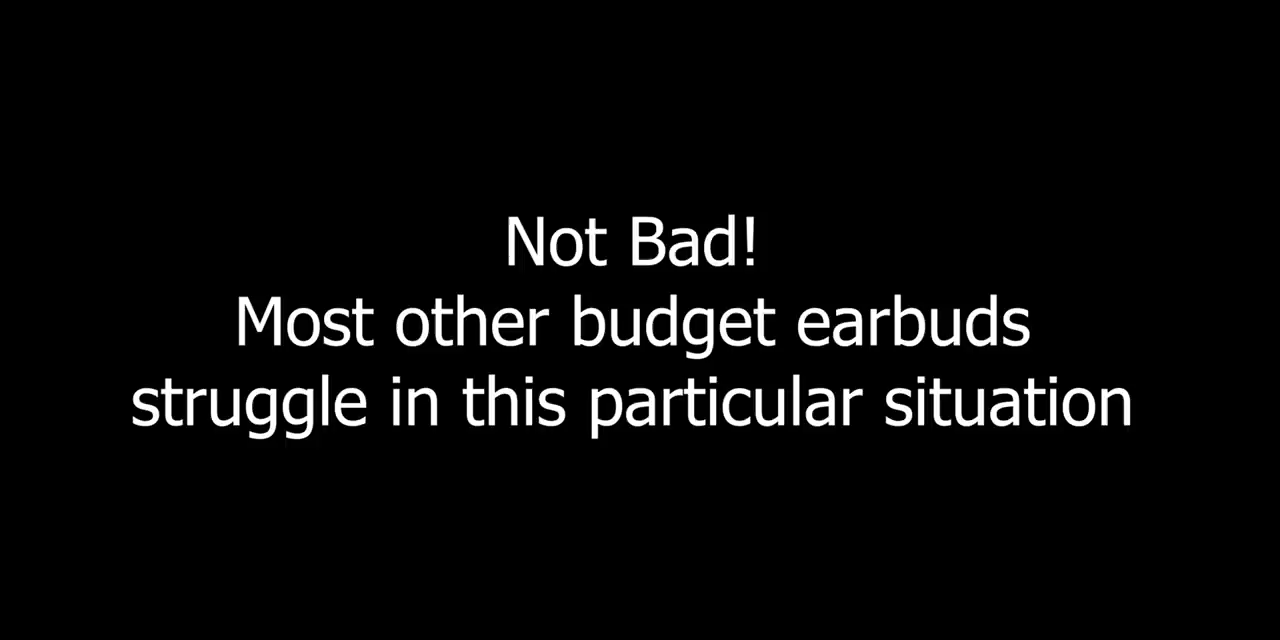 Not Bad!
Most other budget earbuds
struggle in this particular situation